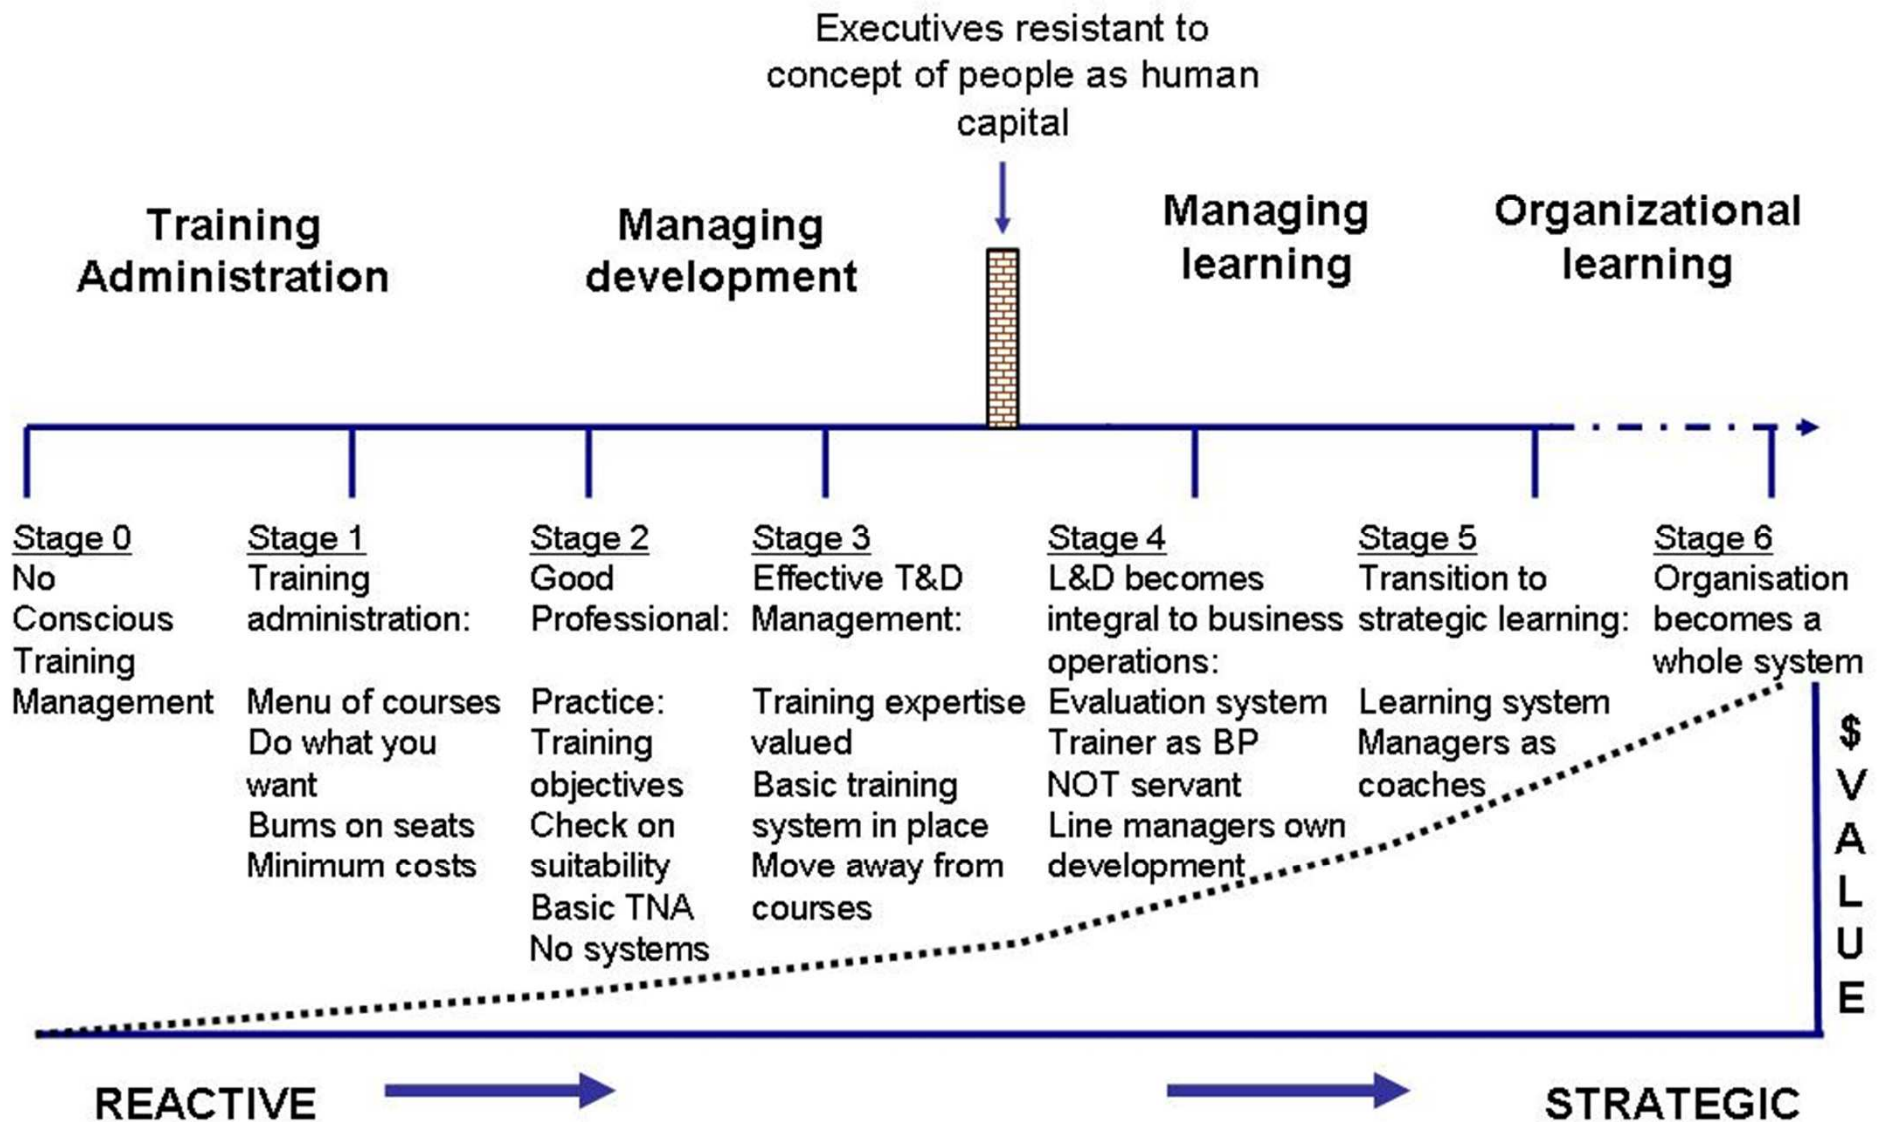 Executives resistant to
concept of people as human
capital
Training
Administration
Managing
development
Managing
learning
Organizational
learning
Stage 0
No
Conscious
Training
Management
Stage 1
Training
administration:
Menu of courses
Do what you
want
Bums on seats
Minimum costs
Stage 2
Good
Professional:
Practice:
Training
objectives
Check on
suitability
Basic TNA
No systems
Stage 3
Effective T&D
Management:
Training expertise
valued
Basic training
system in place
Move away from
courses
Stage 4
L&D becomes
integral to business
operations:
Evaluation system
Trainer as BP
NOT servant
Line managers own
development
Stage 5
Transition to
strategic learning:
Learning system
Managers as
coaches
Stage 6
Organisation
becomes a
whole system
$
V
A
L
U
E
REACTIVE
STRATEGIC